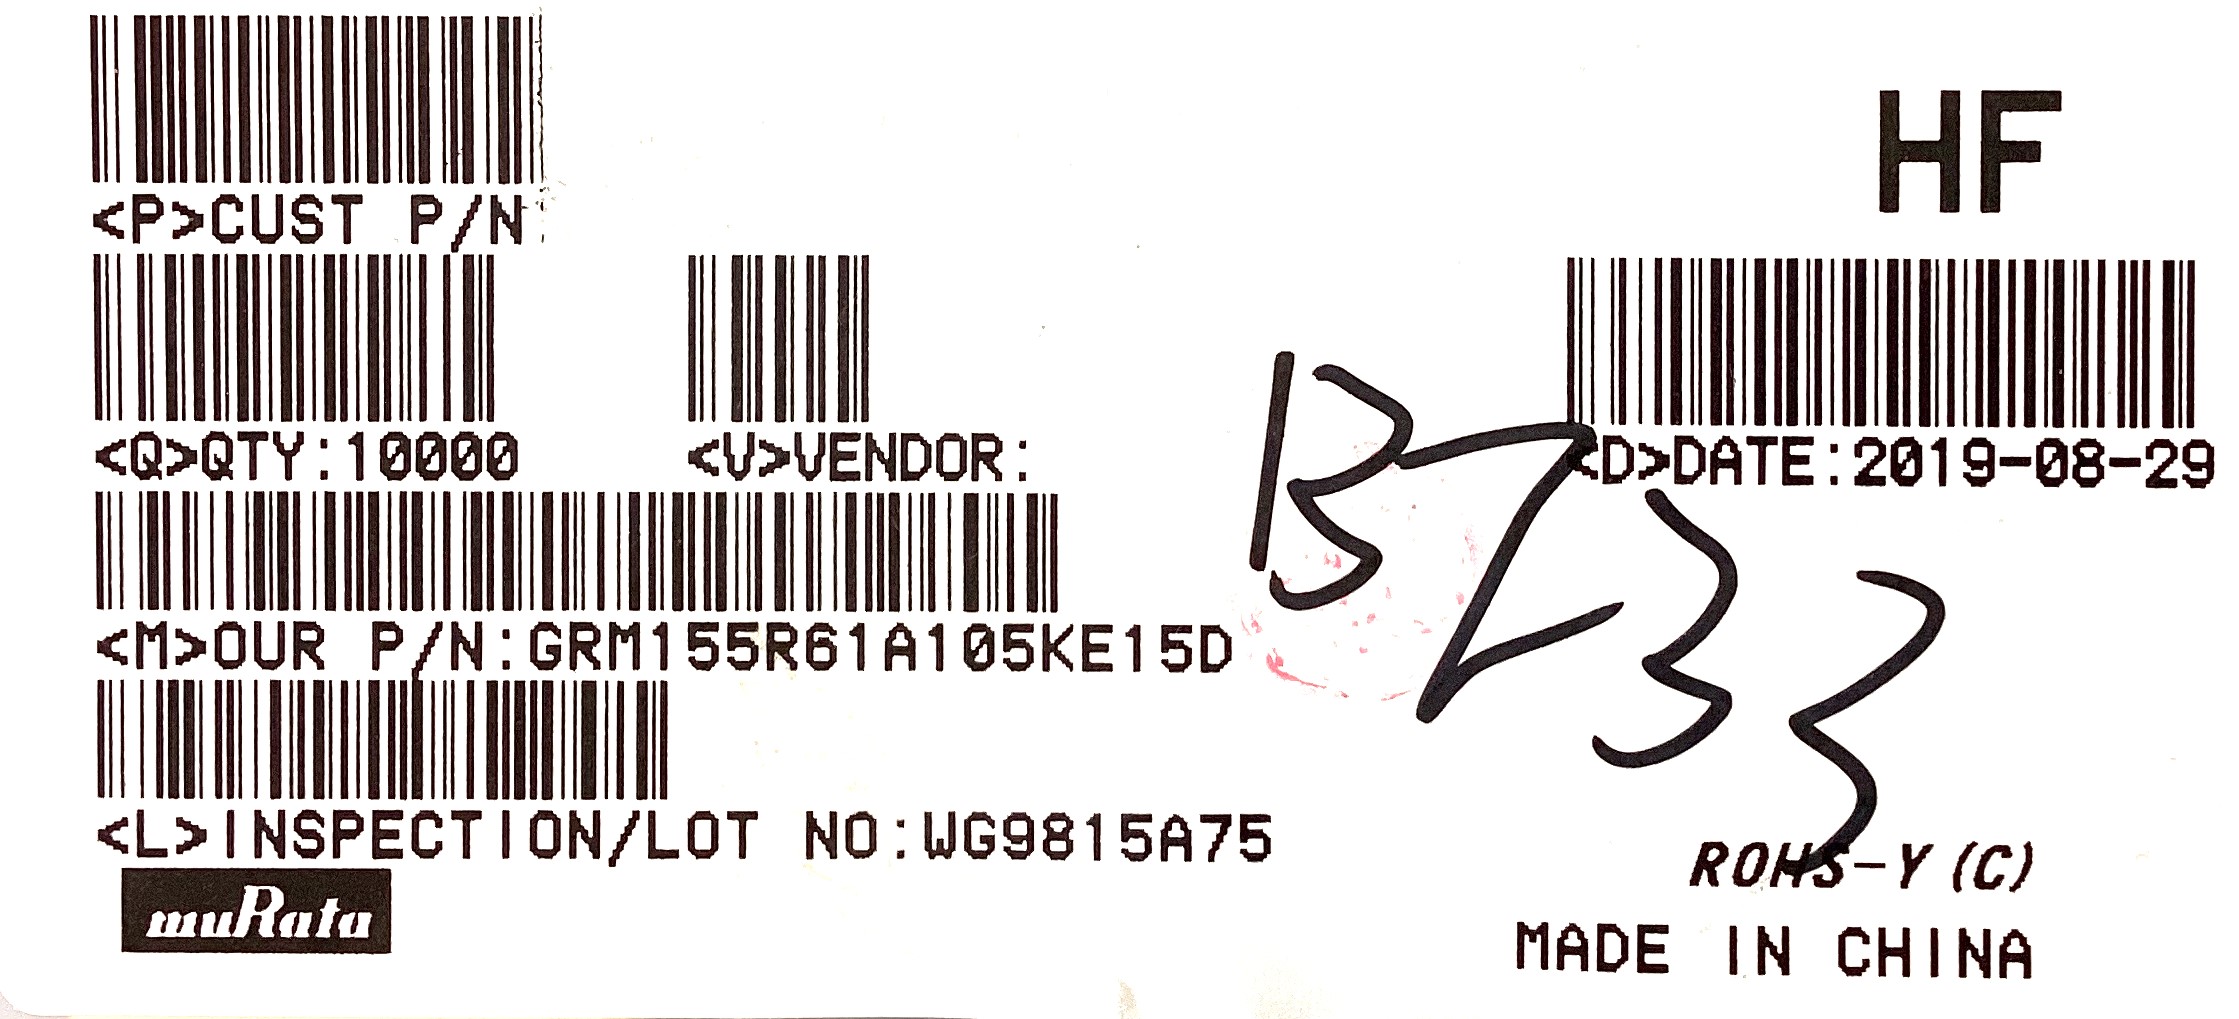 HF
<P>CUST P/N
<Q>QTY:10000 <V>VENDOR: <D>DATE:2019-08-29
<M>OUR P/N:GRM155R61A105KE15D
<L>INSPECTION/LOT NO:WG9815A75
muRata
ROHS-Y(C)
MADE IN CHINA